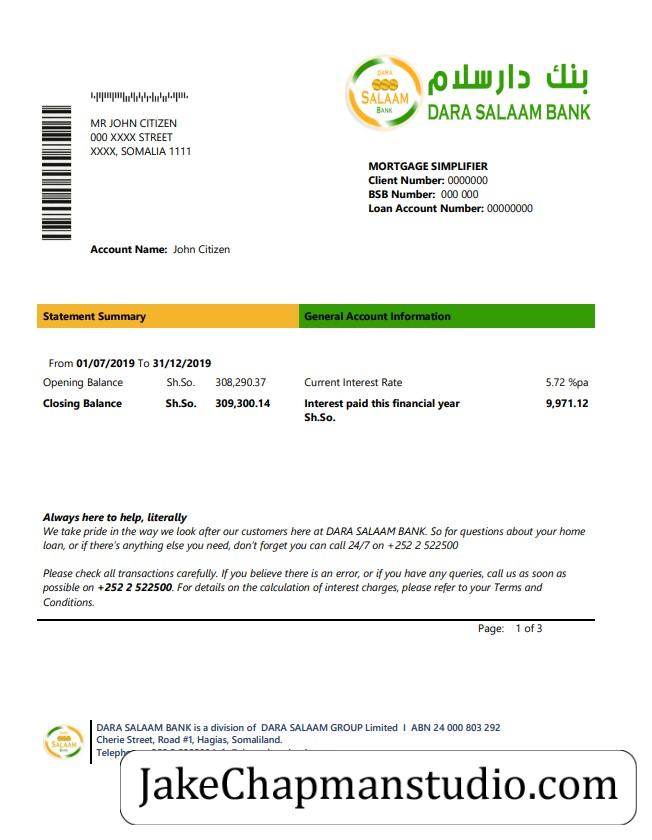 بنك دارسلام
DARA
SALAAM
BANK
DARA SALAAM BANK
MR JOHN CITIZEN
000 XXXX STREET
XXXX, SOMALIA 1111
MORTGAGE SIMPLIFIER
Client Number: 0000000
BSB Number: 000 000
Loan Account Number: 00000000
Account Name: John Citizen
Statement Summary
General Account Information
From 01/07/2019 To 31/12/2019
Opening Balance Sh.So. 308,290.37
Current Interest Rate 5.72 %pa
Closing Balance Sh.So. 309,300.14
Interest paid this financial year 9,971.12
Sh.So.
Always here to help, literally
We take pride in the way we look after our customers here at DARA SALAAM BANK. So for questions about your home
loan, or if there's anything else you need, don't forget you can call 24/7 on +252 2 522500
Please check all transactions carefully. If you believe there is an error, or if you have any queries, call us as soon as
possible on +252 2 522500. For details on the calculation of interest charges, please refer to your Terms and
Conditions.
Page: 1 of 3
SALAAM
DARA SALAAM BANK is a division of DARA SALAAM GROUP Limited I ABN 24 000 803 292
Cherie Street, Road #1, Hagias, Somaliland.
JakeChapmanstudio.com